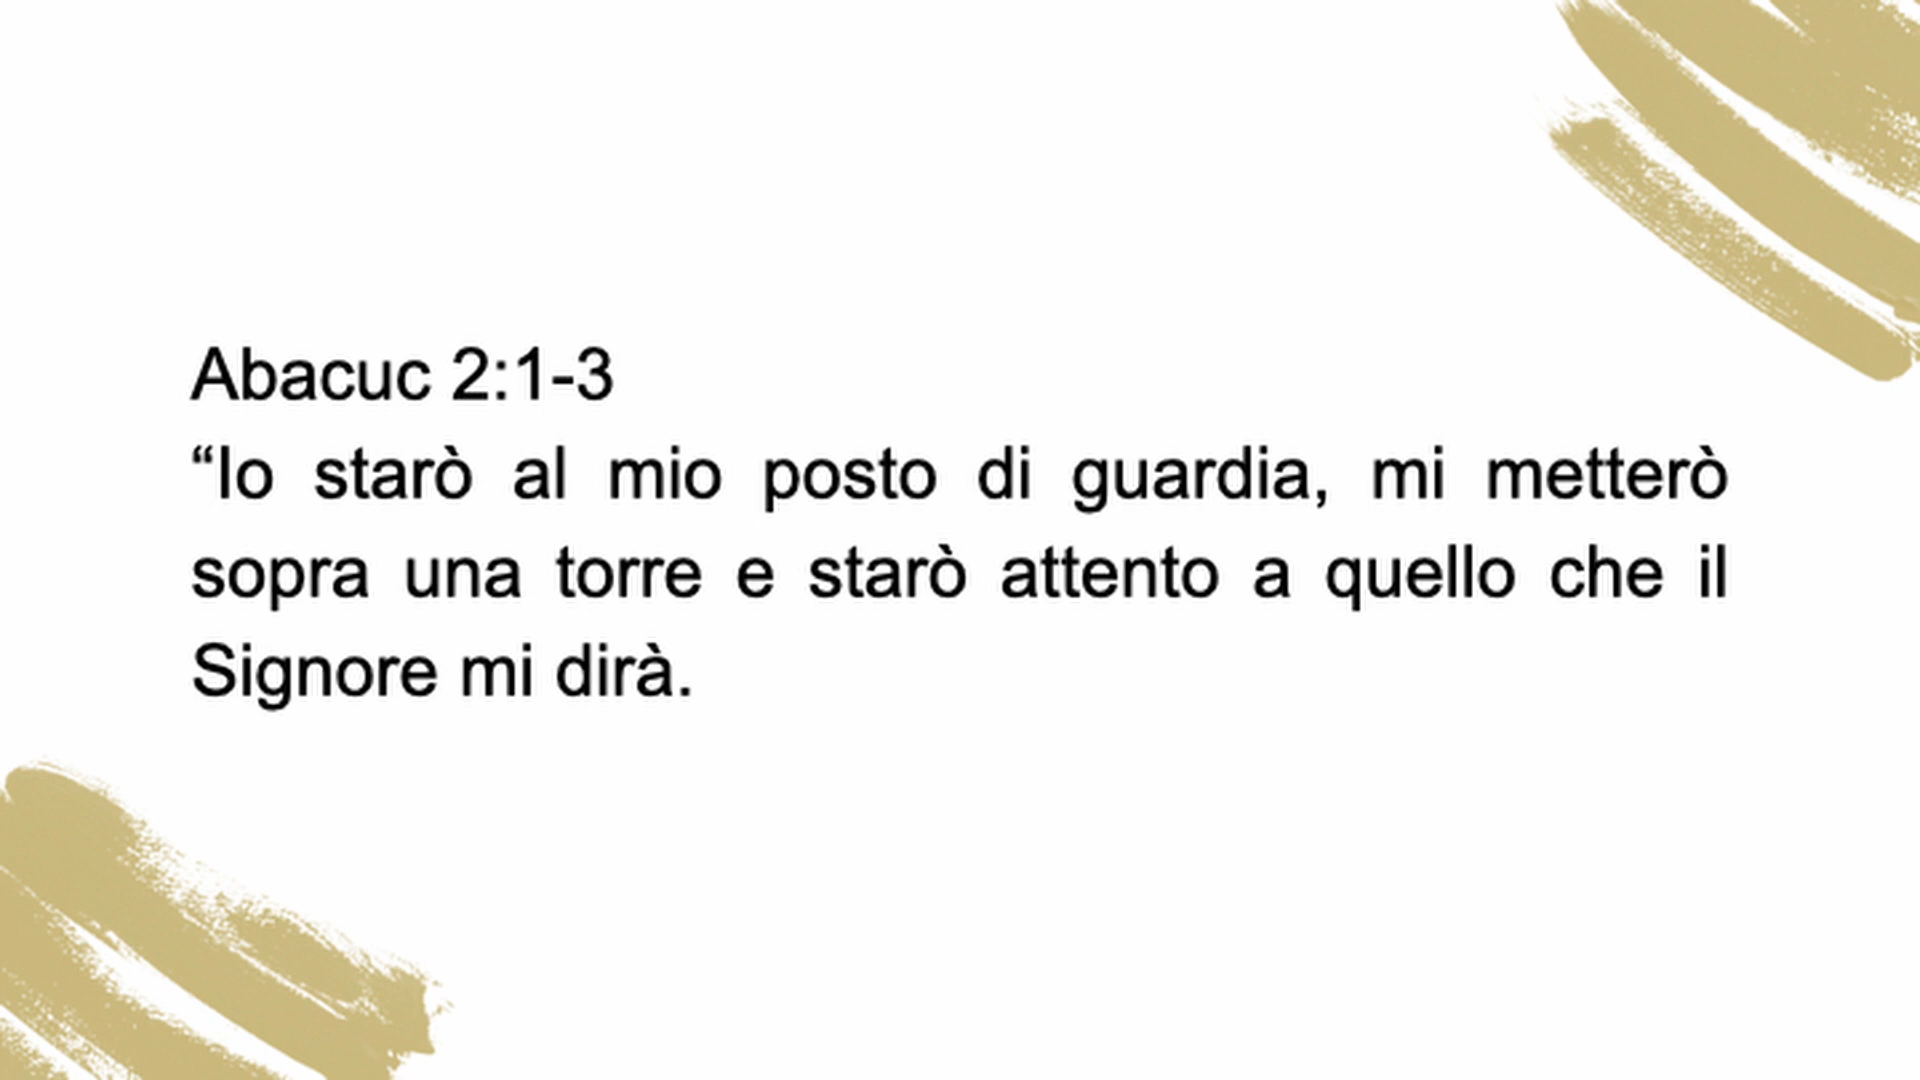 Abacuc 2:1-3
“Io starò al mio posto di guardia, mi metterò
sopra una torre e starò attento a quello che il
Signore mi dirà.